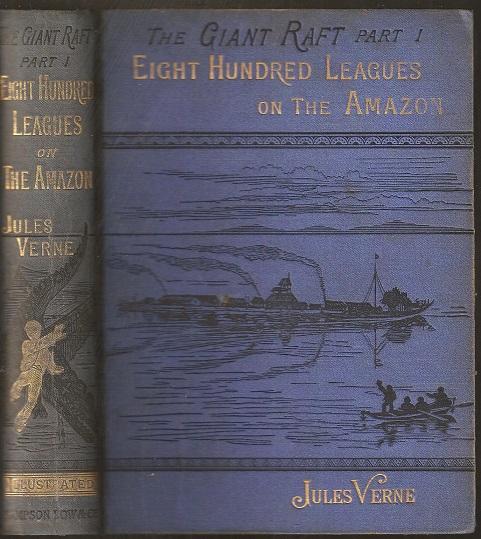 THE GIANT RAFT
PART I
EIGHT HUNDRED
LEAGUES
ON
THE AMAZON
JULES
VERNE
ILLUSTRATED
THE GIANT RAFT PART I
EIGHT HUNDRED LEAGUES
ON THE AMAZON
JULES VERNE